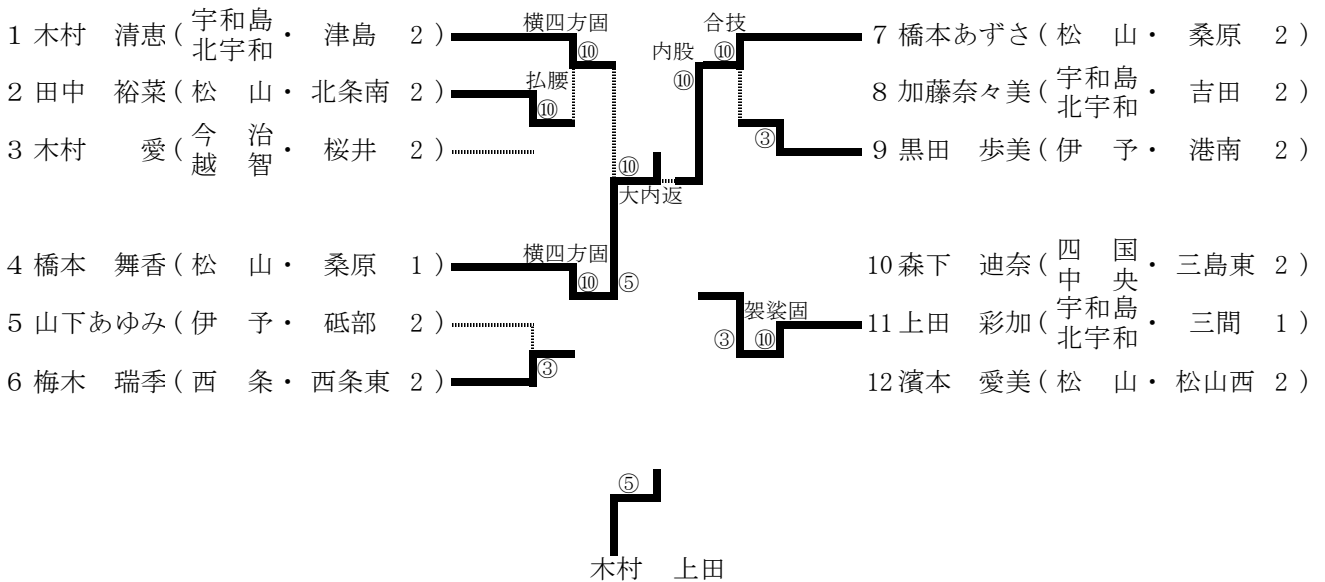 横四方固
合技
1 木村　清恵(宇和島北宇和・　津島　2)
⑩
内股
⑩
7 橋本あずさ(松　山・　桑原　2)
払腰
⑩
2 田中　裕菜(松　山・　北条南　2)
⑩
8 加藤奈々美(宇和島北宇和・　吉田　2)
3 木村　　愛(今　治越　智・　桜井　2)
③
9 黒田　歩美(伊　予・　港南　2)
⑩
大内返
横四方固
4 橋本　舞香(松　山・　桑原　1)
⑩
⑤
10 森下　迪奈(四　国中　央・　三島東　2)
5 山下あゆみ(伊　予・　砥部　2)
袈裟固
③
⑩
11 上田　彩加(宇和島北宇和・　三間　1)
③
6 梅木　瑞季(西　条・　西条東　2)
12 濱本　愛美(松　山・　松山西　2)
⑤
木村　上田